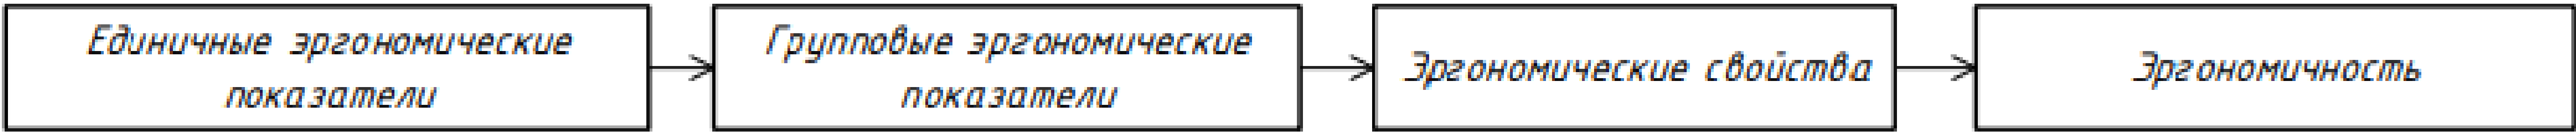 Единичные эргономические
показатели
Групповые эргономические
показатели
Эргономические свойства
Эргономичность